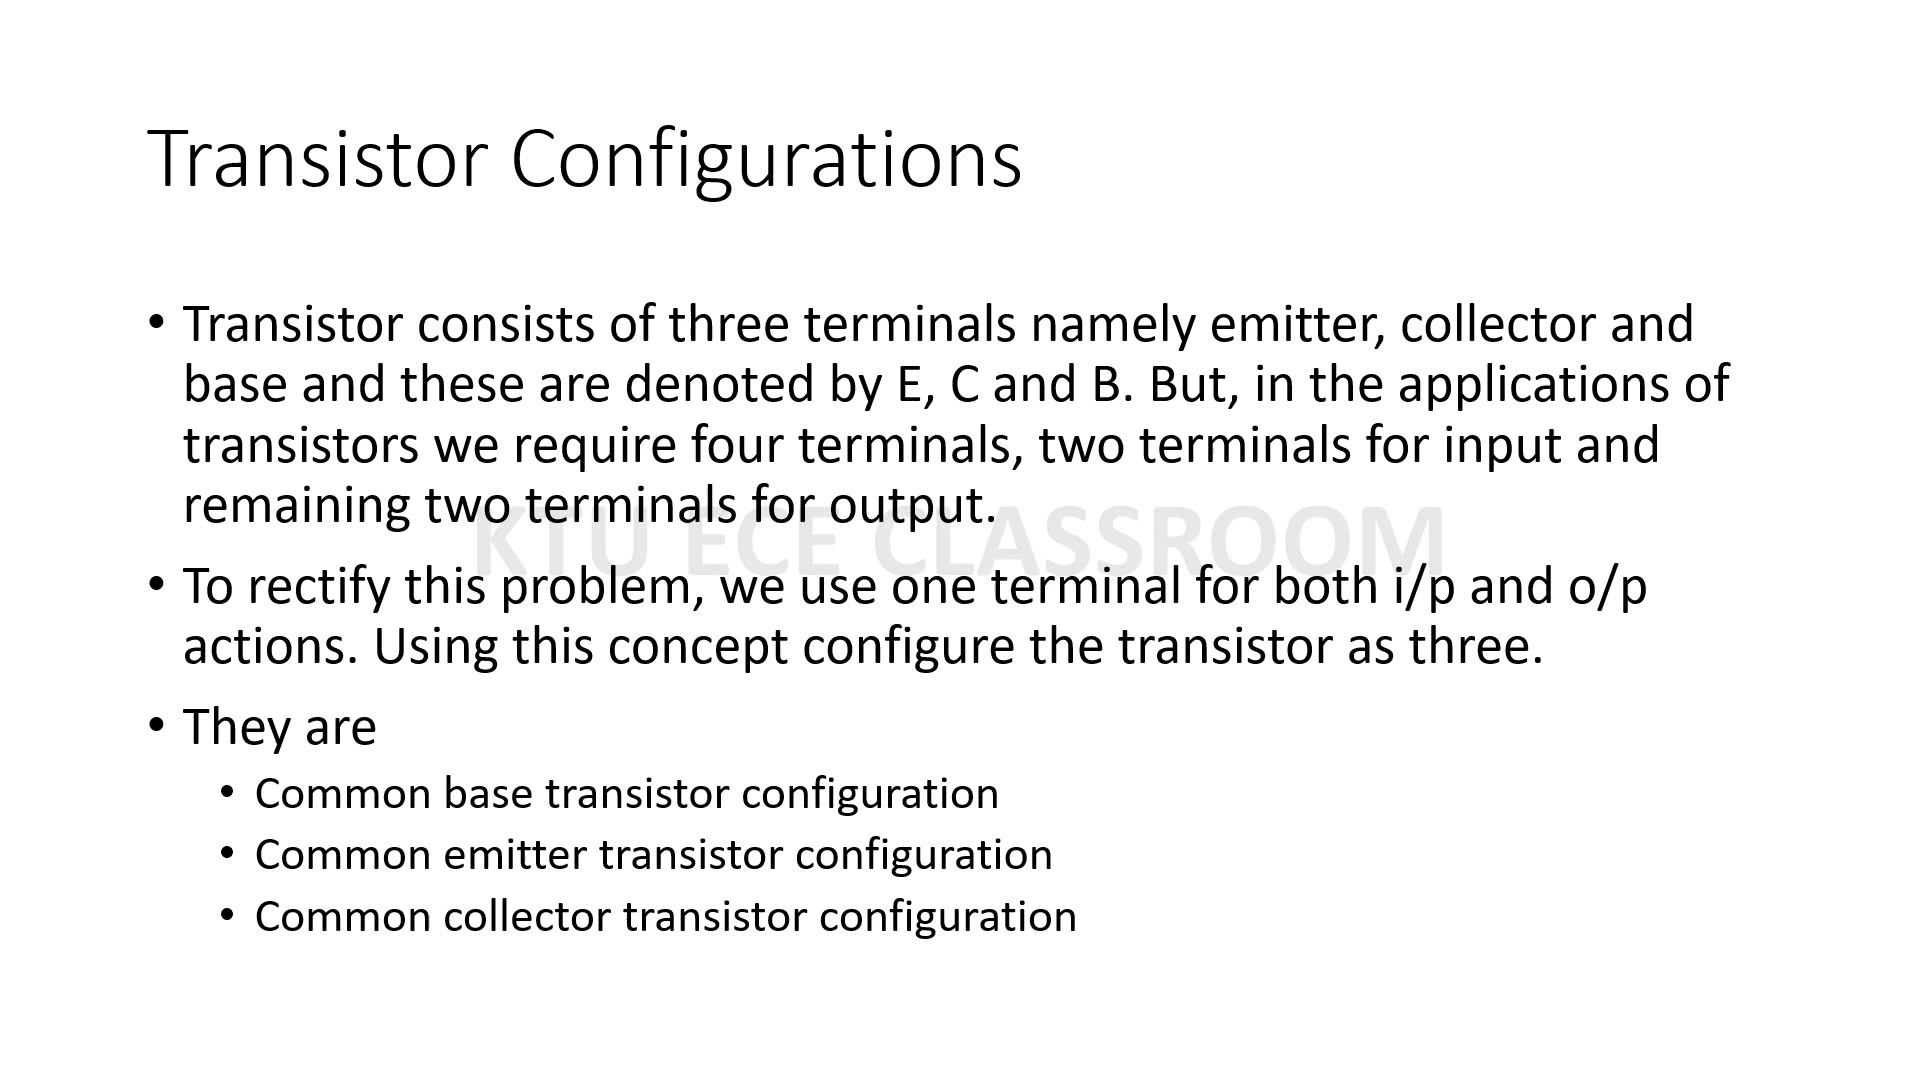 Transistor Configurations
• Transistor consists of three terminals namely emitter, collector and
base and these are denoted by E, C and B. But, in the applications of
transistors we require four terminals, two terminals for input and
remaining two terminals for output.
KTU ECE CLASSROOM
• To rectify this problem, we use one terminal for both i/p and o/p
actions. Using this concept configure the transistor as three.
• They are
• Common base transistor configuration
• Common emitter transistor configuration
• Common collector transistor configuration